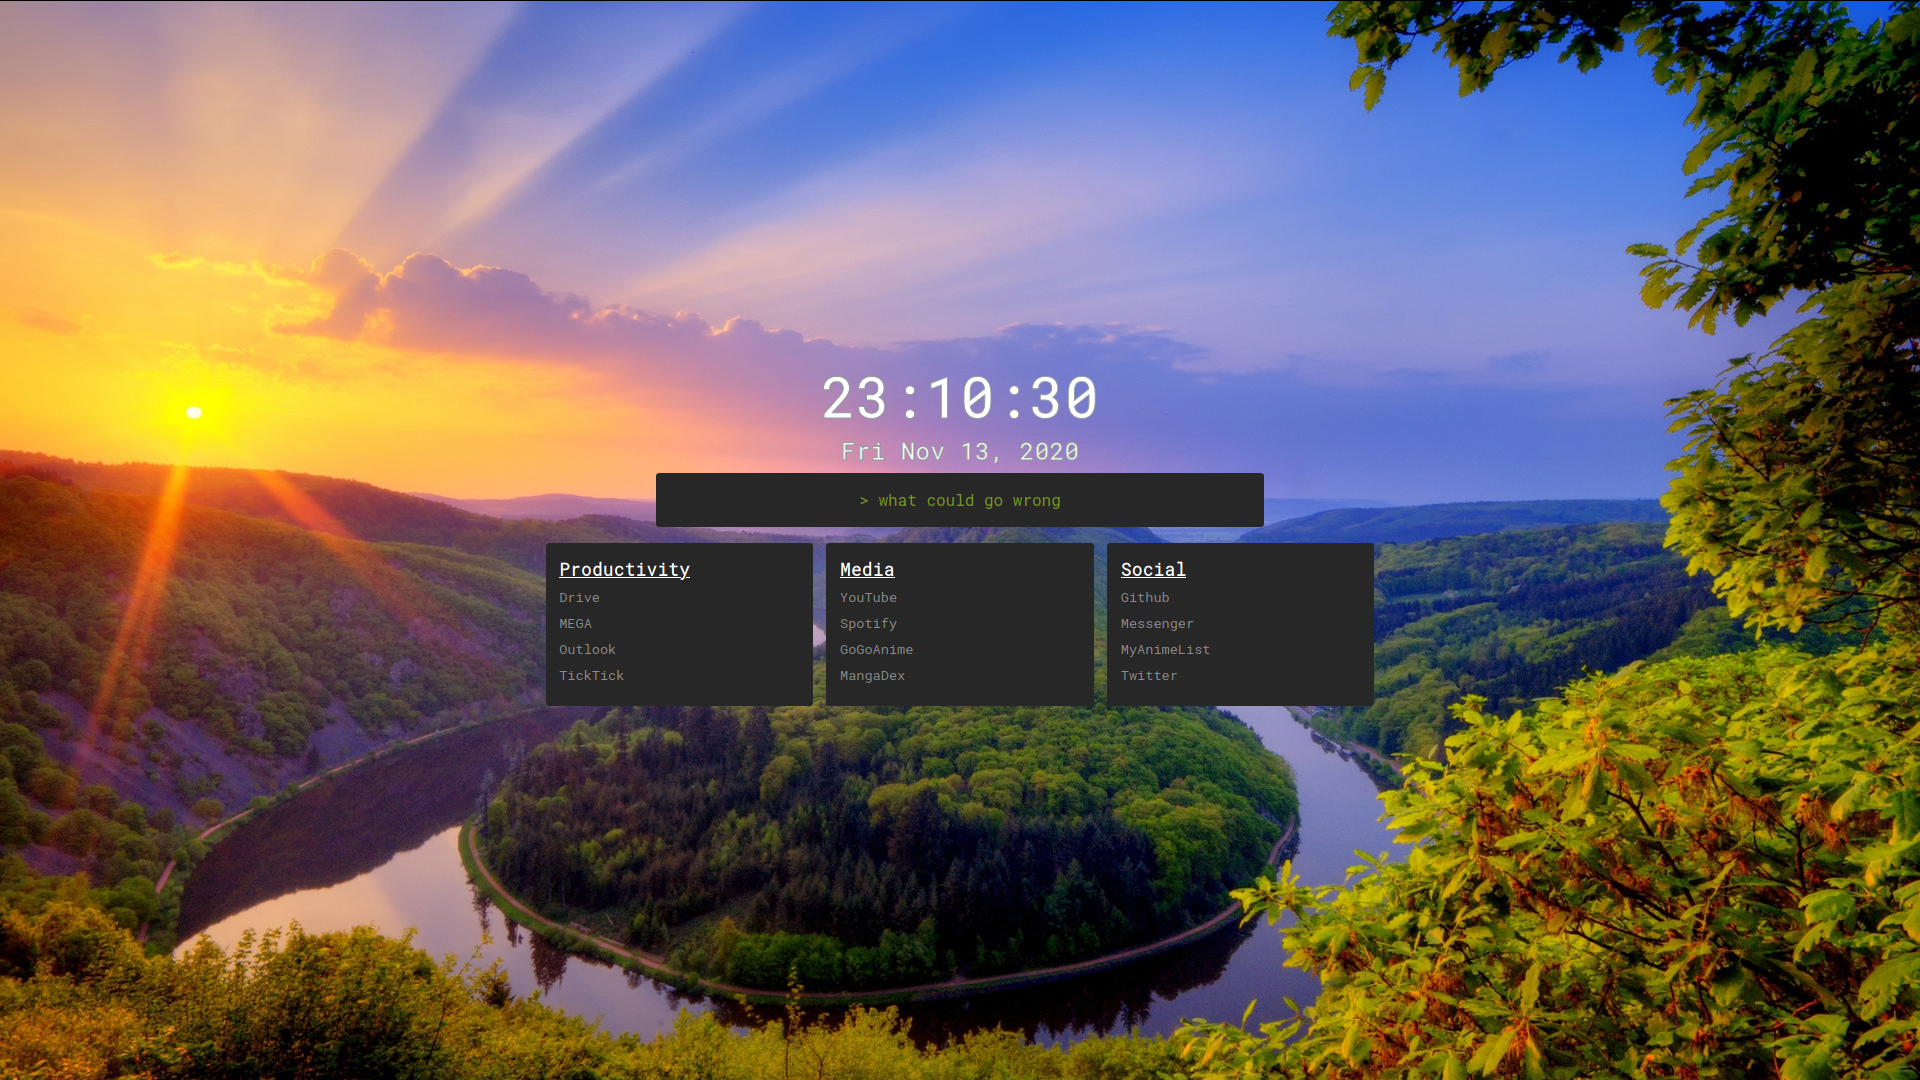 23:10:30
Fri Nov 13, 2020
> what could go wrong
Productivity
Drive
MEGA
Outlook
TickTick
Media
YouTube
Spotify
GoGoAnime
MangaDex
Social
Github
Messenger
MyAnimeList
Twitter